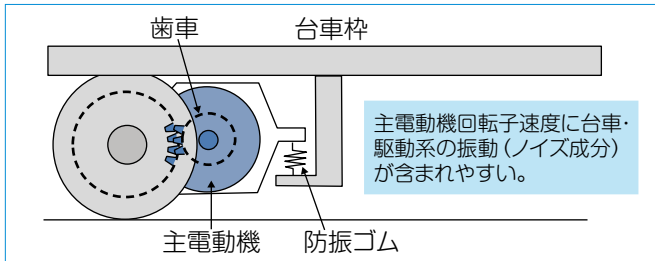 歯車
台車枠
主電動機回転子速度に台車・
駆動系の振動（ノイズ成分）
が含まれやすい。
主電動機
防振ゴム